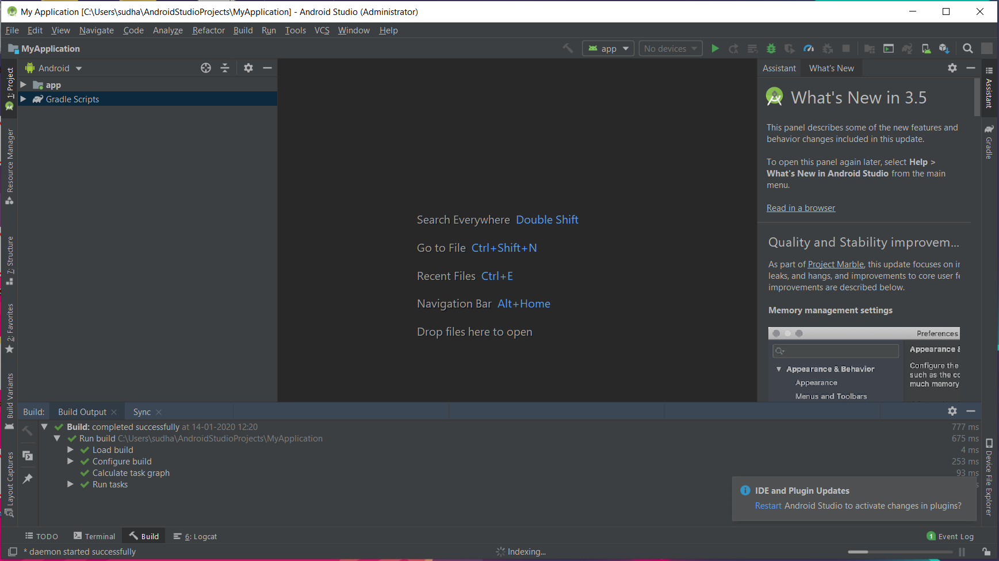 My Application [C:\Users\sudha\AndroidStudioProjects\MyApplication] - Android Studio (Administrator)
File Edit View Navigate Code Analyze Refactor Build Run Tools VCS Window Help
MyApplication
app
No devices
1: Project
Resource Manager
7: Structure
2: Favorites
Build Variants
Layout Captures
Android
app
Gradle Scripts
Search Everywhere Double Shift
Go to File Ctrl+Shift+N
Recent Files Ctrl+E
Navigation Bar Alt+Home
Drop files here to open
Assistant What's New
What's New in 3.5
This panel describes some of the new features and
behavior changes included in this update.
To open this panel again later, select Help >
What's New in Android Studio from the main
menu.
Read in a browser
Quality and Stability improvem...
As part of Project Marble, this update focuses on
leaks, and hangs, and improvements to core user
improvements are described below.
Memory management settings
Preferences
Appearance &
Appearance & Behavior
Configure the
such as the
much memory
Appearance
Menus and Toolbars
Assistant
Gradle
Device File Explorer
Build: Build Output Sync
Build: completed successfully at 14-01-2020 12:20 777 ms
Run build C:\Users\sudha\AndroidStudioProjects\MyApplication 675 ms
Load build 4 ms
Configure build 253 ms
Calculate task graph 93 ms
Run tasks
IDE and Plugin Updates
Restart Android Studio to activate changes in plugins?
TODO Terminal Build 6: Logcat 1 Event Log
* daemon started successfully Indexing...